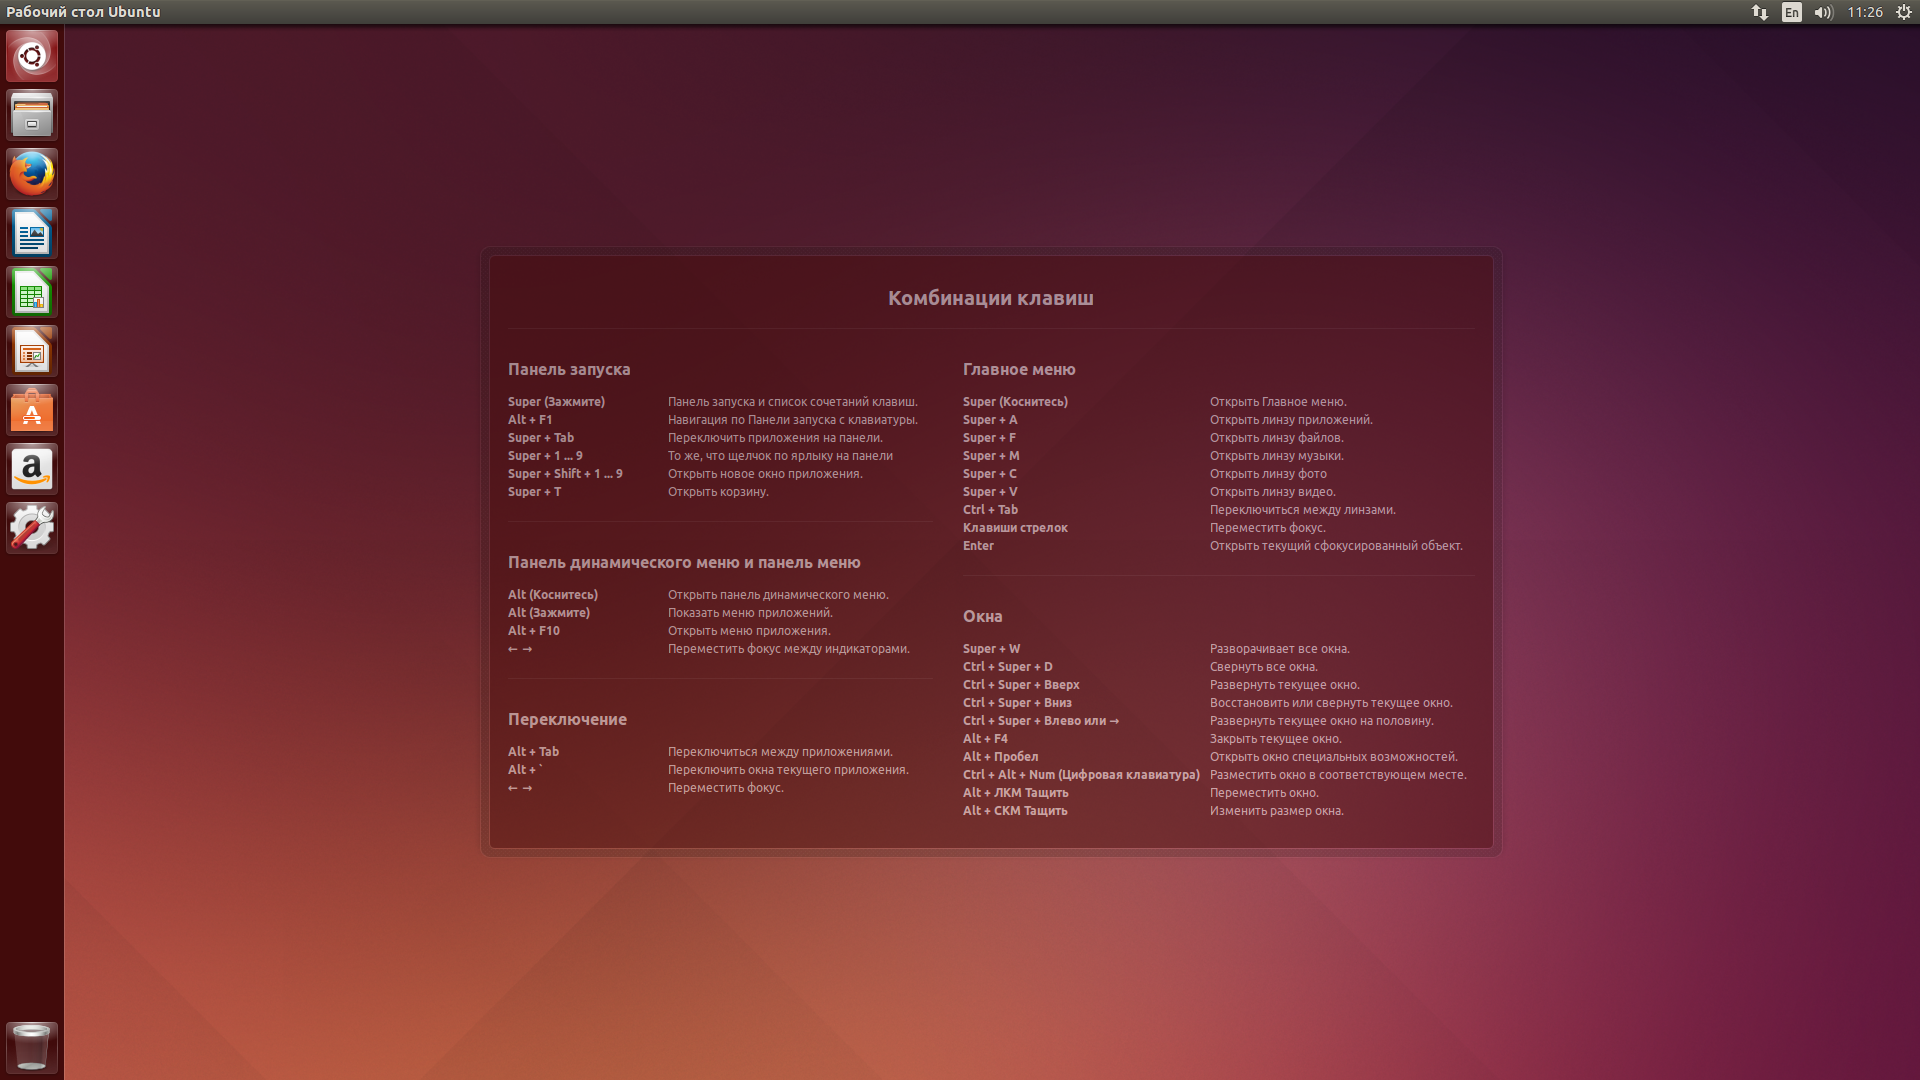 Рабочий стол Ubuntu
En
11:26
Комбинации клавиш
Панель запуска
Super (Зажмите) Панель запуска и список сочетаний клавиш.
Alt + F1 Навигация по Панели запуска с клавиатуры.
Super + Tab Переключить приложения на панели.
Super + 1 ... 9 То же, что щелчок по ярлыку на панели
Super + Shift + 1 ... 9 Открыть новое окно приложения.
Super + T Открыть корзину.
Панель динамического меню и панель меню
Alt (Коснитесь) Открыть панель динамического меню.
Alt (Зажмите) Показать меню приложений.
Alt + F10 Открыть меню приложения.
← → Переместить фокус между индикаторами.
Переключение
Alt + Tab Переключиться между приложениями.
Alt + ` Переключить окна текущего приложения.
← → Переместить фокус.
Главное меню
Super (Коснитесь) Открыть Главное меню.
Super + A Открыть линзу приложений.
Super + F Открыть линзу файлов.
Super + M Открыть линзу музыки.
Super + C Открыть линзу фото
Super + V Открыть линзу видео.
Ctrl + Tab Переключиться между линзами.
Клавиши стрелок Переместить фокус.
Enter Открыть текущий сфокусированный объект.
Окна
Super + W Разворачивает все окна.
Ctrl + Super + D Свернуть все окна.
Ctrl + Super + Вверх Развернуть текущее окно.
Ctrl + Super + Вниз Восстановить или свернуть текущее окно.
Ctrl + Super + Влево или → Развернуть текущее окно на половину.
Alt + F4 Закрыть текущее окно.
Alt + Пробел Открыть окно специальных возможностей.
Ctrl + Alt + Num (Цифровая клавиатура) Разместить окно в соответствующем месте.
Alt + ЛКМ Тащить Переместить окно.
Alt + СКМ Тащить Изменить размер окна.